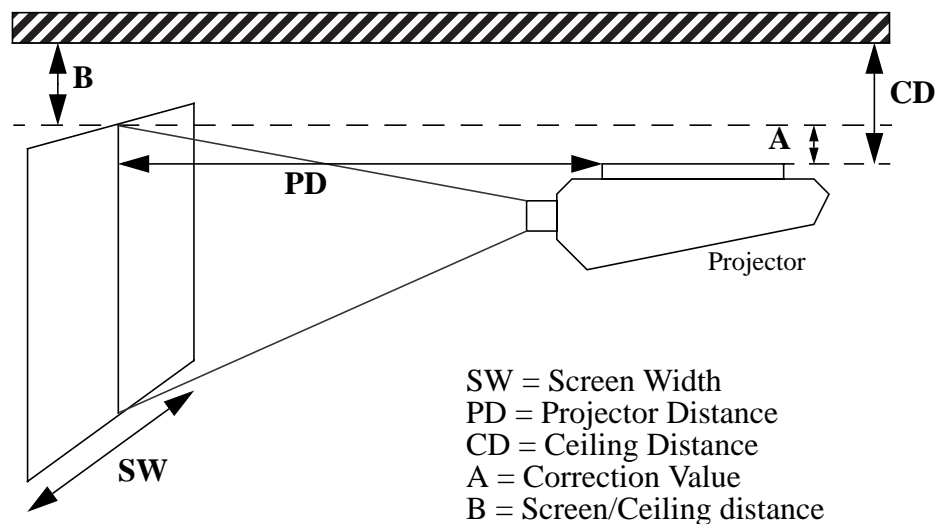 B
CD
A
PD
Projector
SW = Screen Width
PD = Projector Distance
CD = Ceiling Distance
SW
A = Correction Value
B = Screen/Ceiling distance